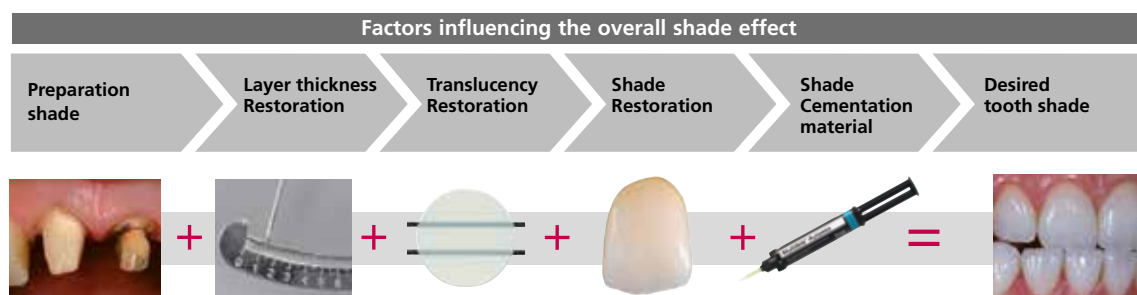 Factors influencing the overall shade effect
Preparation
shade
Layer thickness
Restoration
Translucency
Restoration
Shade
Restoration
Shade
Cementation
material
Desired
tooth shade
+ + + + =